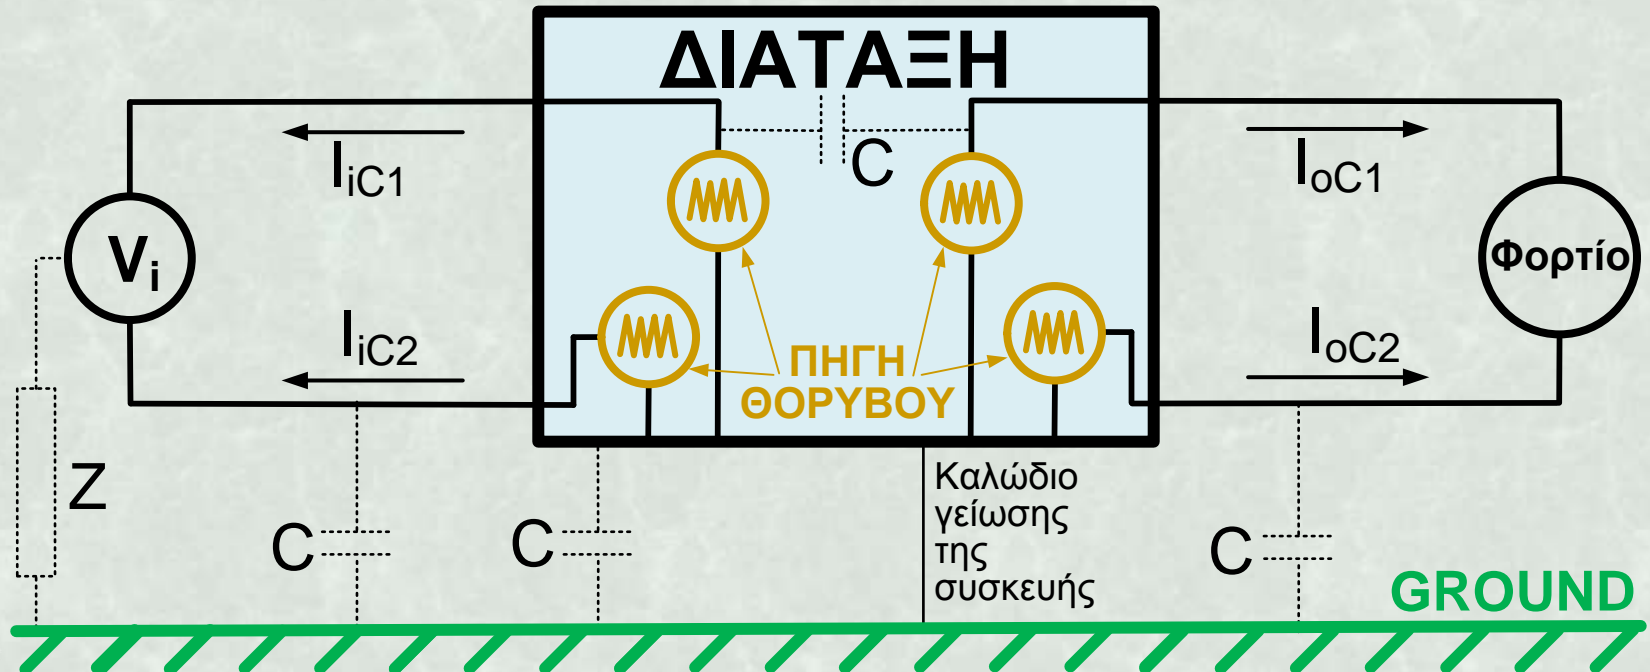 ΔΙΑΤΑΞΗ
C
IiC1
IoC1
Vi
Φορτίο
IiC2
IoC2
ΠΗΓΗ
ΘΟΡΥΒΟΥ
Z
C
C
Καλώδιο
γείωσης
της
συσκευής
C
GROUND